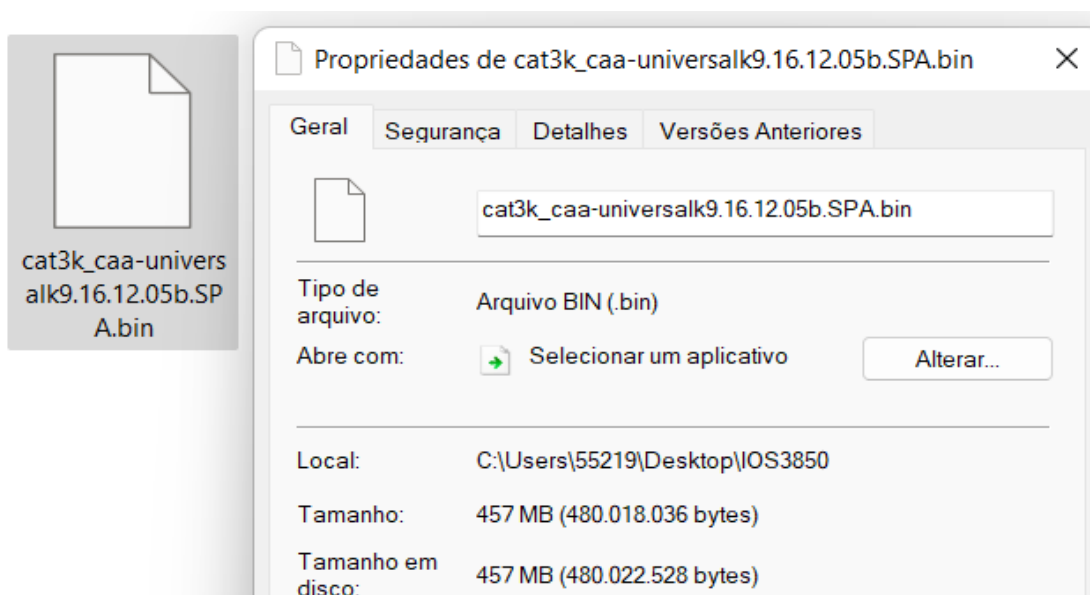 cat3k_caa-univers
alk9.16.12.05b.SP
A.bin
Propriedades de cat3k_caa-universalk9.16.12.05b.SPA.bin
Geral Segurança Detalhes Versões Anteriores
cat3k_caa-universalk9.16.12.05b.SPA.bin
Tipo de
arquivo:
Arquivo BIN (.bin)
Abre com: Selecionar um aplicativo Alterar...
Local: C:\Users\55219\Desktop\IOS3850
Tamanho: 457 MB (480.018.036 bytes)
Tamanho em
disco:
457 MB (480.022.528 bytes)